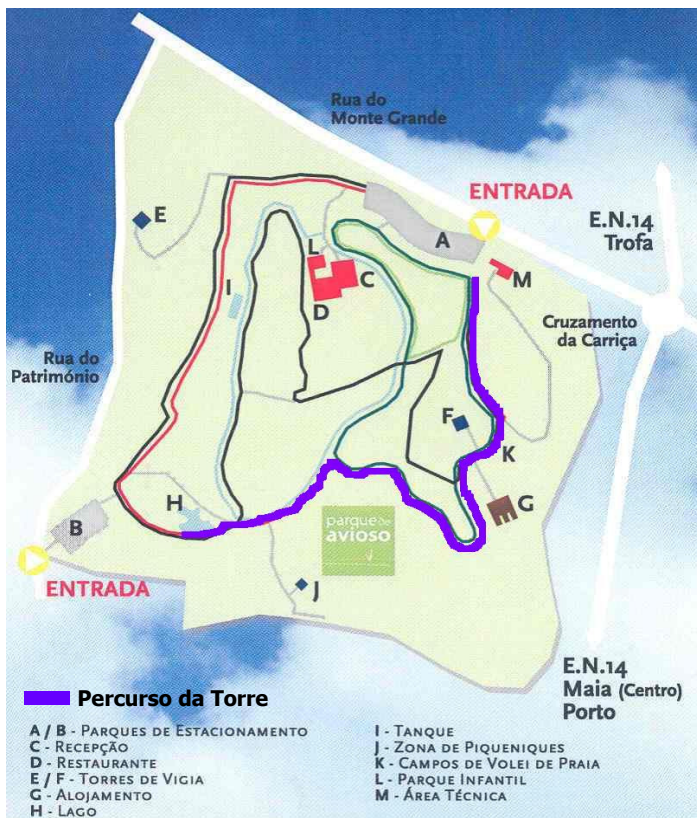 Rua do
Monte Grande
ENTRADA
E.N.14
Trofa
E
A
L
C
M
I
D
Cruzamento
da Carriça
Rua do
Património
F
K
H
G
B
parque de
avioso
ENTRADA
J
E.N.14
Maia (Centro)
Porto
Percurso da Torre
A / B - Parques de Estacionamento
C - Recepção
D - Restaurante
E / F - Torres de Vigia
G - Alojamento
H - Lago
I - Tanque
J - Zona de Piqueniques
K - Campos de Volei de Praia
L - Parque Infantil
M - Área Técnica